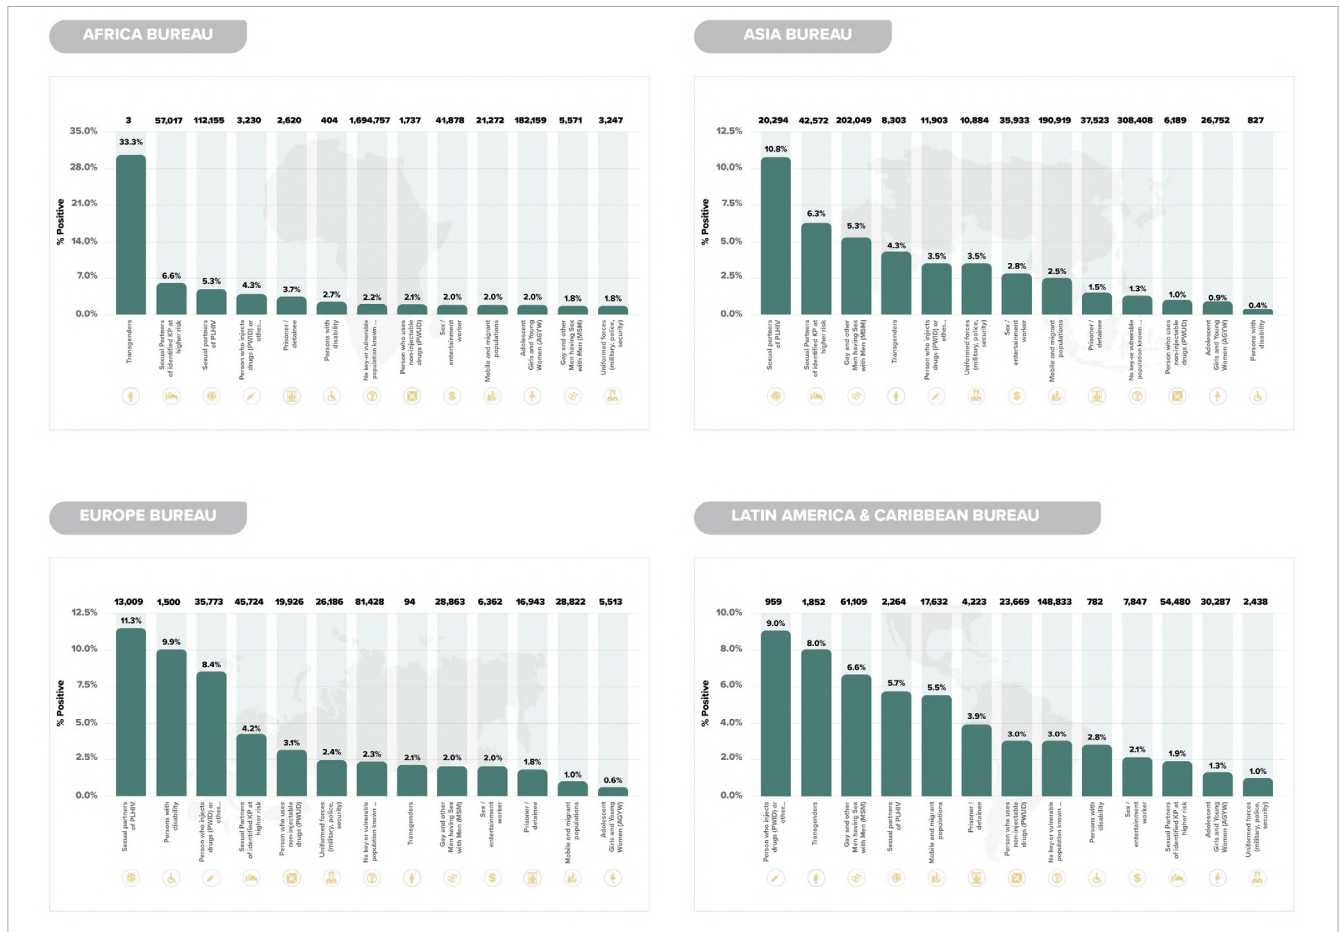 AFRICA BUREAU
3 57,017 112,155 3,230 2,620 404 1,694,757 1,737 41,878 21,272 182,159 5,571 3,247
% Positive
35.0%
28.0%
21.0%
14.0%
7.0%
0.0%
33.3% 6.6% 5.3% 4.3% 3.7% 2.7% 2.2% 2.1% 2.0% 2.0% 2.0% 1.8% 1.8%
Transgenders
Sexual Partners
of identified KP at
higher risk
Sexual partners
of PLHIV
Person who injects
drugs (PWID) or
other...
Prisoner /
detainee
Persons with
disability
No key-or vulnerable
population known ...
Person who uses
non-injectable
drugs (PWUD)
Sex /
entertainment
worker
Mobile and migrant
populations
Adolescent
Girls and Young
Women (AGYW)
Gay and other
Men having Sex
with Men (MSM)
Uniformed forces
(military, police,
security)
ASIA BUREAU
20,294 42,572 202,049 8,303 11,903 10,884 35,933 190,919 37,523 308,408 6,189 26,752 827
% Positive
12.5%
10.0%
7.5%
5.0%
2.5%
0.0%
10.8% 6.3% 5.3% 4.3% 3.5% 3.5% 2.8% 2.5% 1.5% 1.3% 1.0% 0.9% 0.4%
Sexual partners
of PLHIV
Sexual Partners
of identified KP at
higher risk
Gay and other
Men having Sex
with Men (MSM)
Transgenders
Person who injects
drugs (PWID) or
other...
Uniformed forces
(military, police,
security)
Sex /
entertainment
worker
Mobile and migrant
populations
Prisoner /
detainee
No key-or vulnerable
population known ...
Person who uses
non-injectable
drugs (PWUD)
Adolescent
Girls and Young
Women (AGYW)
Persons with
disability
EUROPE BUREAU
13,009 1,500 35,773 45,724 19,926 26,186 81,428 94 28,863 6,362 16,943 28,822 5,513
% Positive
12.5%
10.0%
7.5%
5.0%
2.5%
0.0%
11.3% 9.9% 8.4% 4.2% 3.1% 2.4% 2.3% 2.1% 2.0% 2.0% 1.8% 1.0% 0.6%
Sexual partners
of PLHIV
Persons with
disability
Person who injects
drugs (PWID) or
other...
Sexual Partners
of identified KP at
higher risk
Person who uses
non-injectable
drugs (PWUD)
Uniformed forces
(military, police,
security)
No key-or vulnerable
population known ...
Transgenders
Gay and other
Men having Sex
with Men (MSM)
Sex /
entertainment
worker
Prisoner /
detainee
Mobile and migrant
populations
Adolescent
Girls and Young
Women (AGYW)
LATIN AMERICA & CARIBBEAN BUREAU
959 1,852 61,109 2,264 17,632 4,223 23,669 148,833 782 7,847 54,480 30,287 2,438
% Positive
10.0%
8.0%
6.0%
4.0%
2.0%
0.0%
9.0% 8.0% 6.6% 5.7% 5.5% 3.9% 3.0% 3.0% 2.8% 2.1% 1.9% 1.3% 1.0%
Person who injects
drugs (PWID) or
other...
Transgenders
Gay and other
Men having Sex
with Men (MSM)
Sexual partners
of PLHIV
Mobile and migrant
populations
Prisoner /
detainee
Person who uses
non-injectable
drugs (PWUD)
No key-or vulnerable
population known ...
Persons with
disability
Sex /
entertainment
worker
Sexual Partners
of identified KP at
higher risk
Adolescent
Girls and Young
Women (AGYW)
Uniformed forces
(military, police,
security)